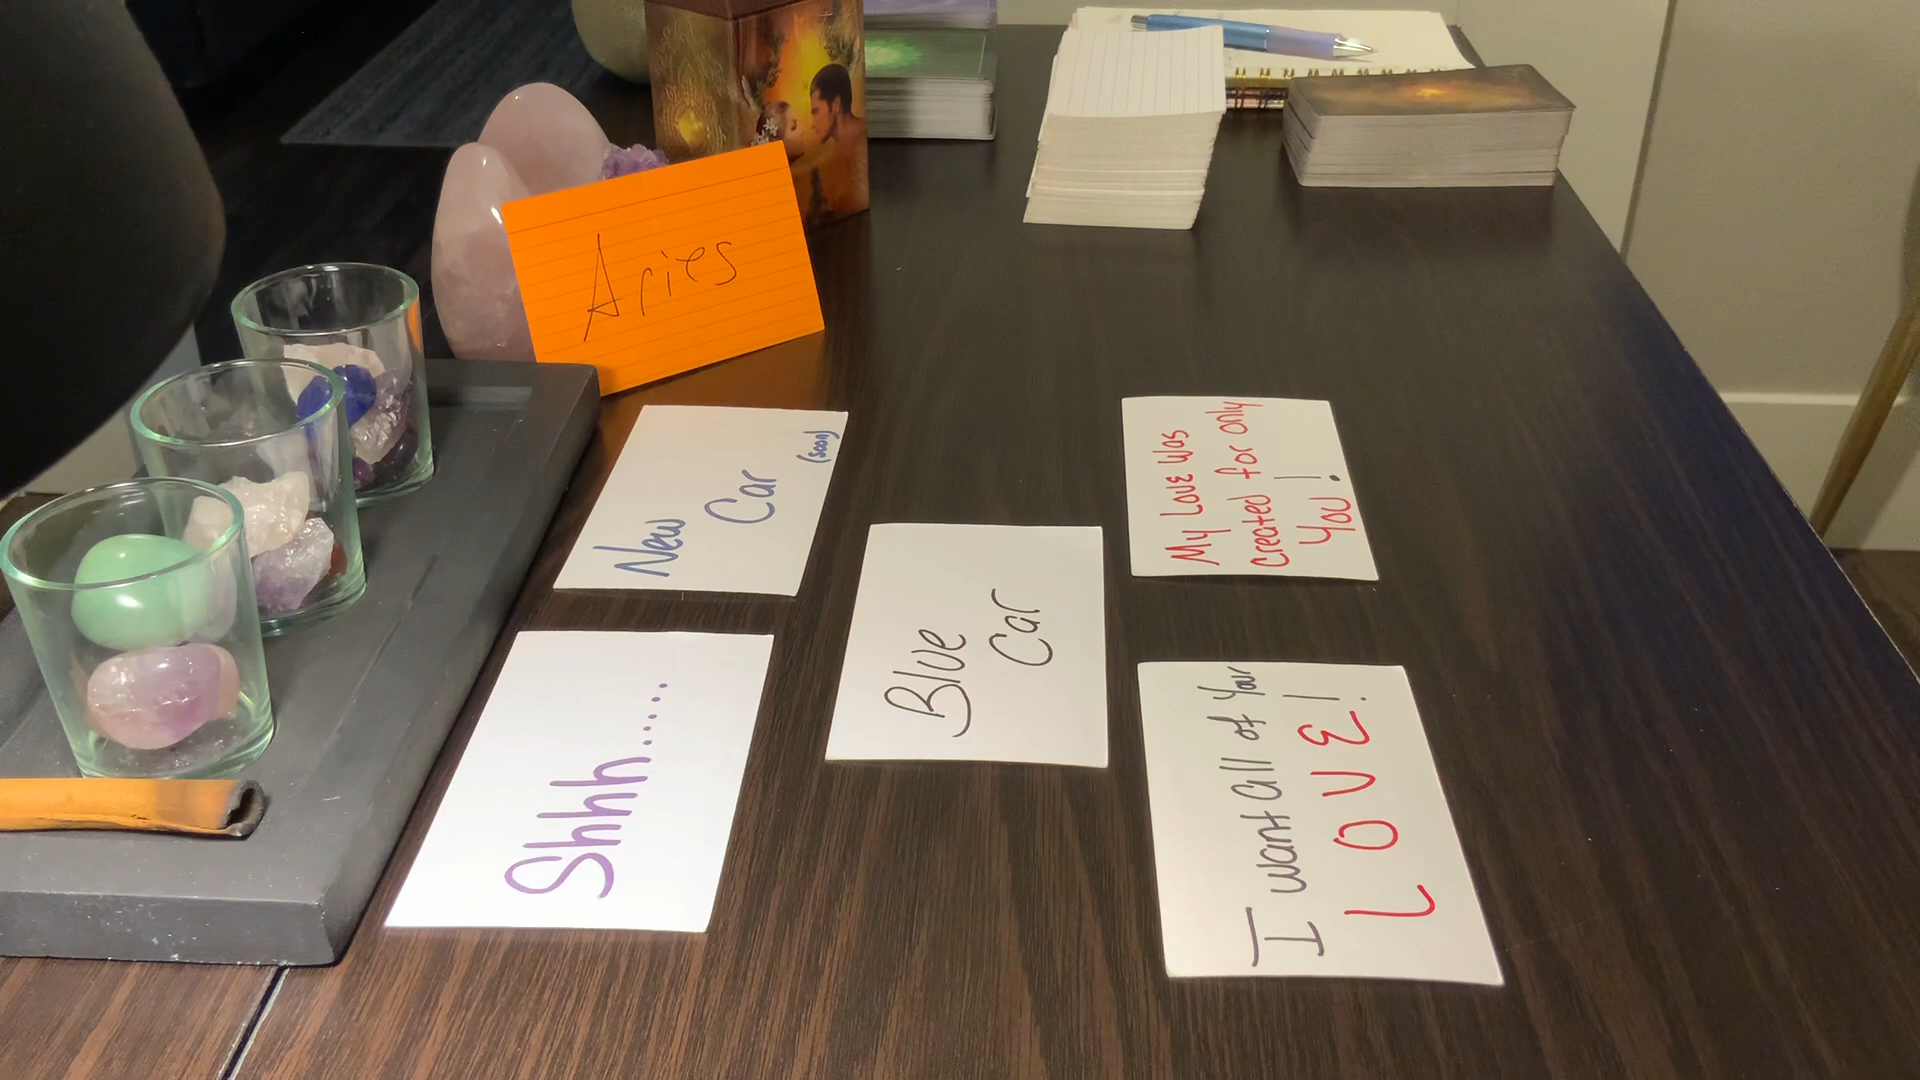 Aries
New
Car
(soon)
Shhh......
Blue
Car
My Love was
created for only
You!
I want all of your
LOVE!